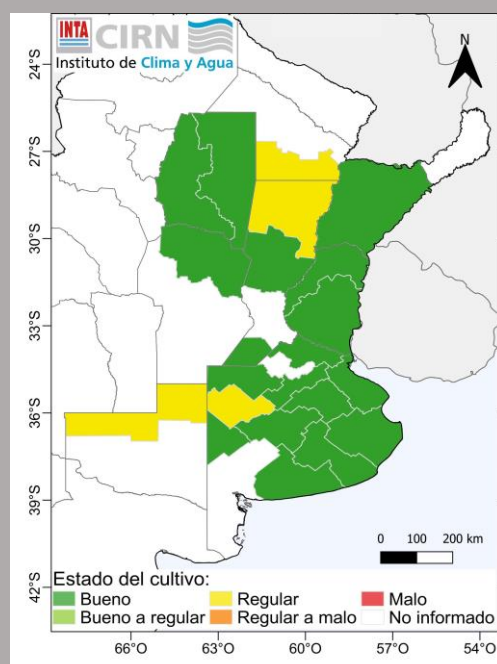 INTA CIRN
Instituto de Clima y Agua
N
24°S
27°S
30°S
33°S
36°S
39°S
42°S
0 100 200 km
Estado del cultivo:
Bueno Regular Malo
Bueno a regular Regular a malo No informado
66°O 63°O 60°O 57°O 54°O